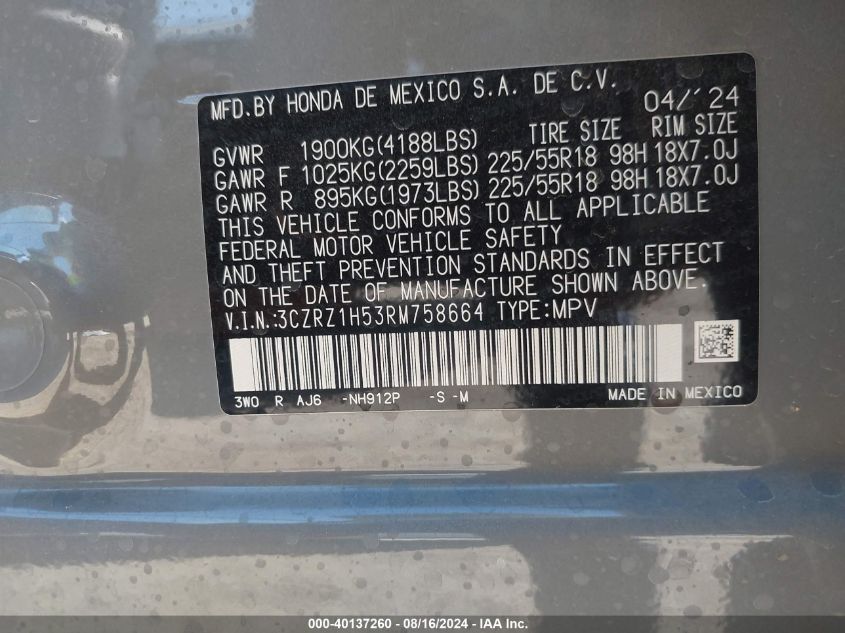 MFD.BY HONDA DE MEXICO S.A. DE C.V. 04/'24
GVWR 1900KG(4188LBS) TIRE SIZE RIM SIZE
GAWR F 1025KG(2259LBS) 225/55R18 98H 18X7.0J
GAWR R 895KG(1973LBS) 225/55R18 98H 18X7.0J
THIS VEHICLE CONFORMS TO ALL APPLICABLE
FEDERAL MOTOR VEHICLE SAFETY
AND THEFT PREVENTION STANDARDS IN EFFECT
ON THE DATE OF MANUFACTURE SHOWN ABOVE.
V.I.N.:3CZRZ1H53RM758664 TYPE:MPV
3W0 R AJ6 -NH912P -S -M MADE IN MEXICO
000-40137260 - 08/16/2024 - IAA Inc.